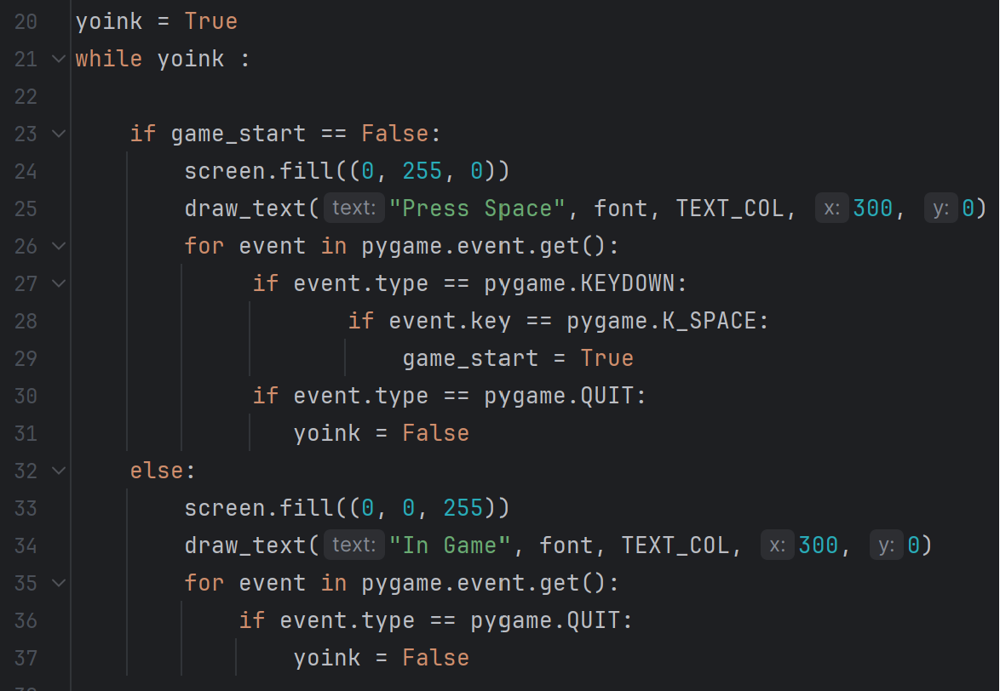 20 yoink = True
21 while yoink :
22
23 if game_start == False:
24 screen.fill((0, 255, 0))
25 draw_text( text: "Press Space", font, TEXT_COL, x: 300, y: 0)
26 for event in pygame.event.get():
27 if event.type == pygame.KEYDOWN:
28 if event.key == pygame.K_SPACE:
29 game_start = True
30 if event.type == pygame.QUIT:
31 yoink = False
32 else:
33 screen.fill((0, 0, 255))
34 draw_text( text: "In Game", font, TEXT_COL, x: 300, y: 0)
35 for event in pygame.event.get():
36 if event.type == pygame.QUIT:
37 yoink = False